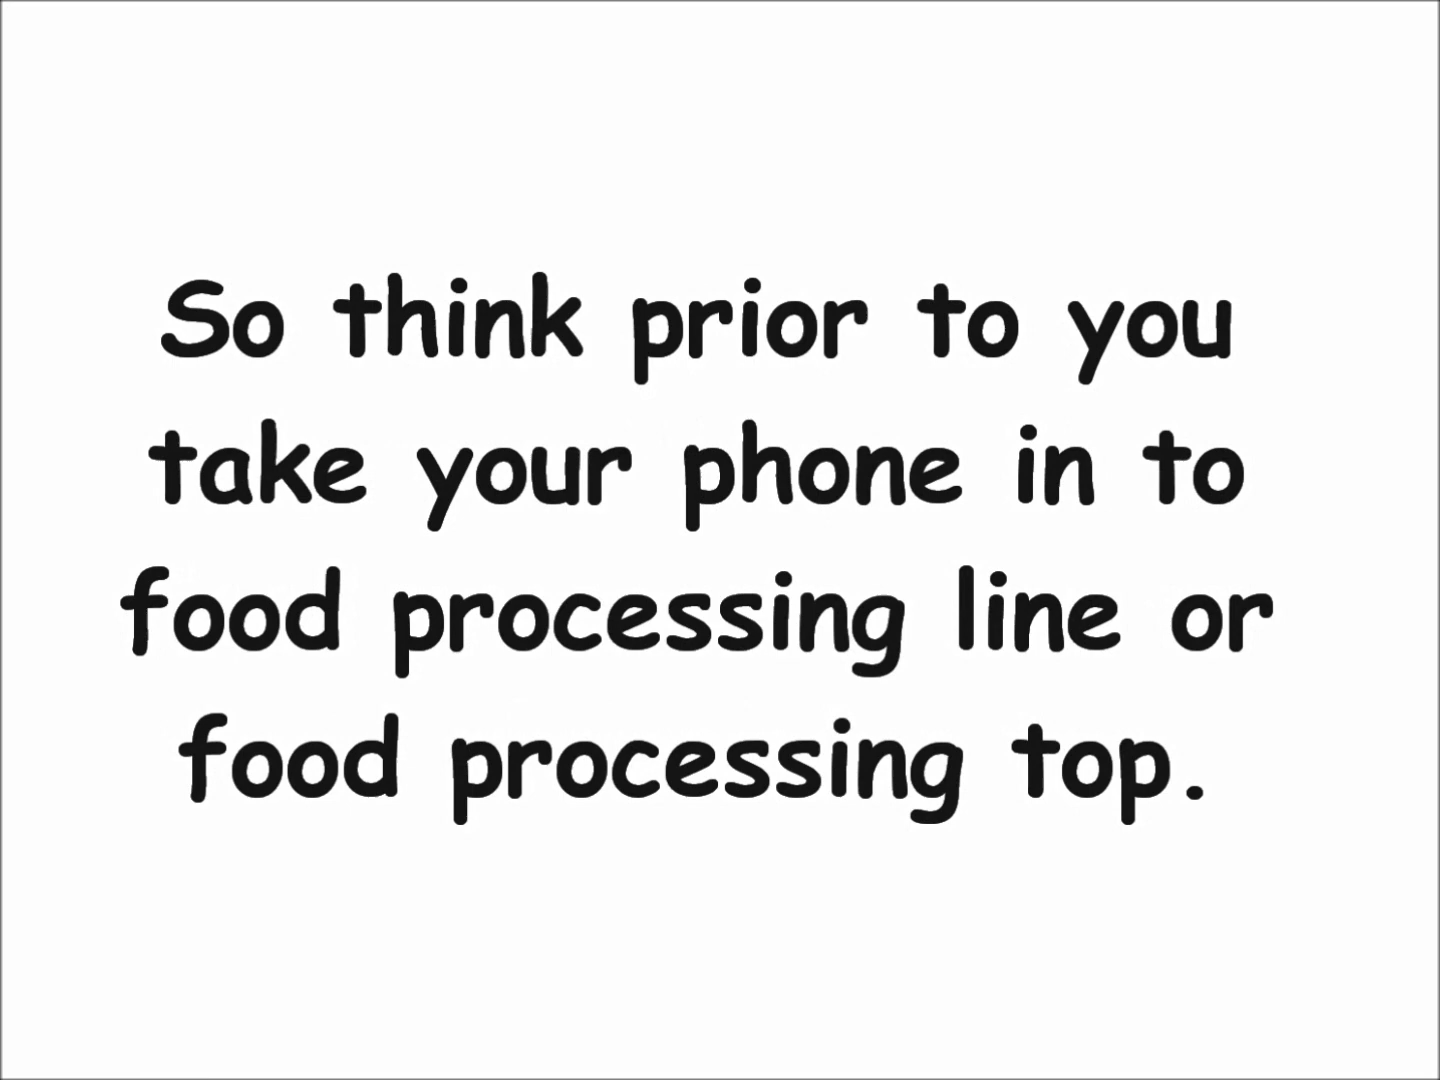 So think prior to you
take your phone in to
food processing line or
food processing top.